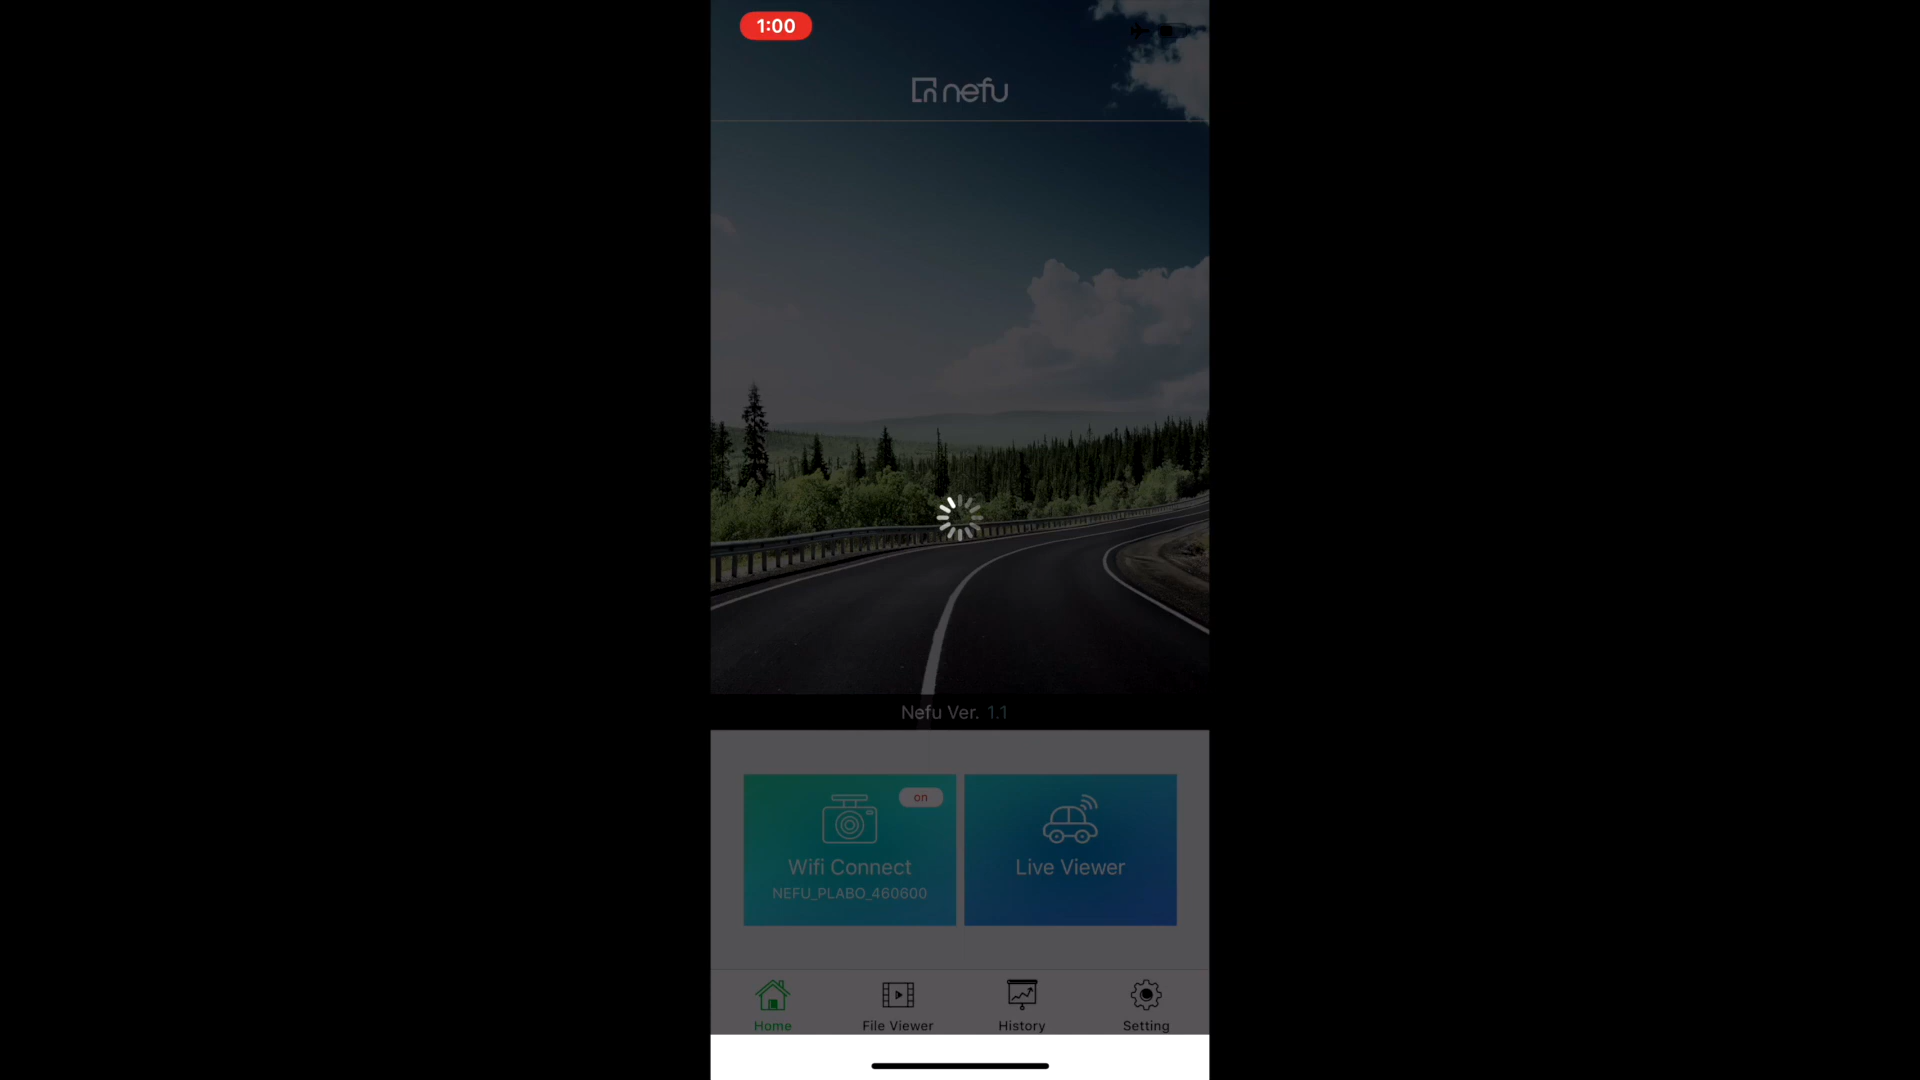 1:00
nefu
Nefu Ver. 1.1
on
Wifi Connect
NEFU_PLABO_460600
Live Viewer
Home
File Viewer
History
Setting